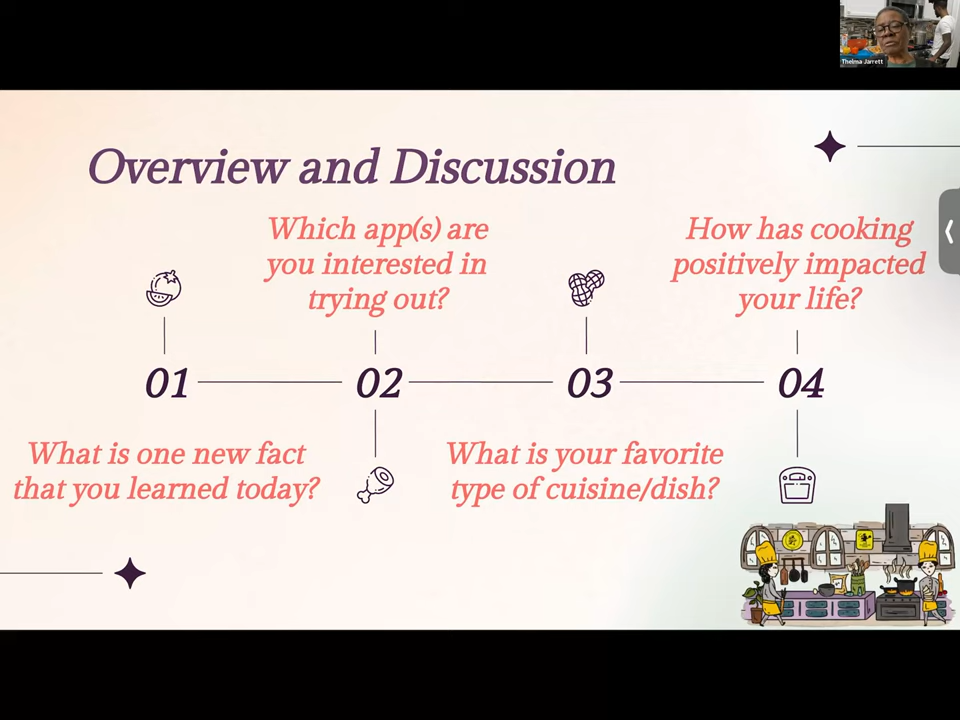 Thelma Jarrett
Overview and Discussion
Which app(s) are
you interested in
trying out?
How has cooking
positively impacted
your life?
01
02
03
04
What is one new fact
that you learned today?
What is your favorite
type of cuisine/dish?